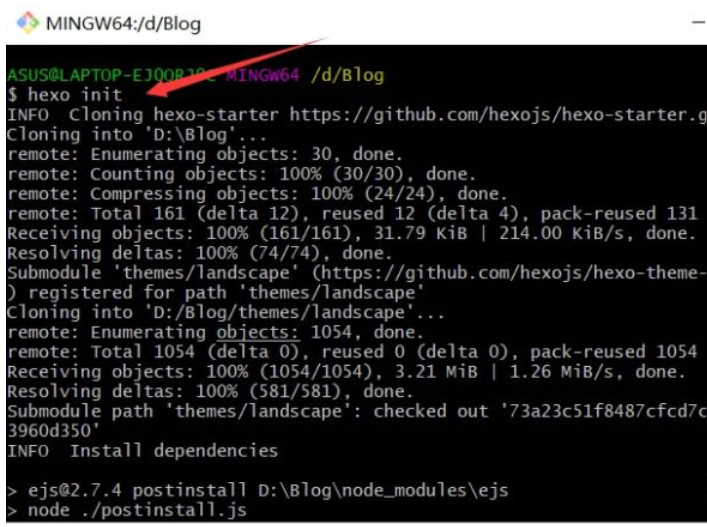 MINGW64:/d/Blog
MINGW64 /d/Blog
$ hexo init
INFO  Cloning hexo-starter https://github.com/hexojs/hexo-starter.g
Cloning into 'D:\Blog'...
remote: Enumerating objects: 30, done.
remote: Counting objects: 100% (30/30), done.
remote: Compressing objects: 100% (24/24), done.
remote: Total 161 (delta 12), reused 12 (delta 4), pack-reused 131
Receiving objects: 100% (161/161), 31.79 KiB | 214.00 KiB/s, done.
Resolving deltas: 100% (74/74), done.
Submodule 'themes/landscape' (https://github.com/hexojs/hexo-theme-
) registered for path 'themes/landscape'
Cloning into 'D:/Blog/themes/landscape'...
remote: Enumerating objects: 1054, done.
remote: Total 1054 (delta 0), reused 0 (delta 0), pack-reused 1054
Receiving objects: 100% (1054/1054), 3.21 MiB | 1.26 MiB/s, done.
Resolving deltas: 100% (581/581), done.
Submodule path 'themes/landscape': checked out '73a23c51f8487cfcd7c
3960d350'
INFO  Install dependencies
> ejs@2.7.4 postinstall D:\Blog\node_modules\ejs
> node ./postinstall.js